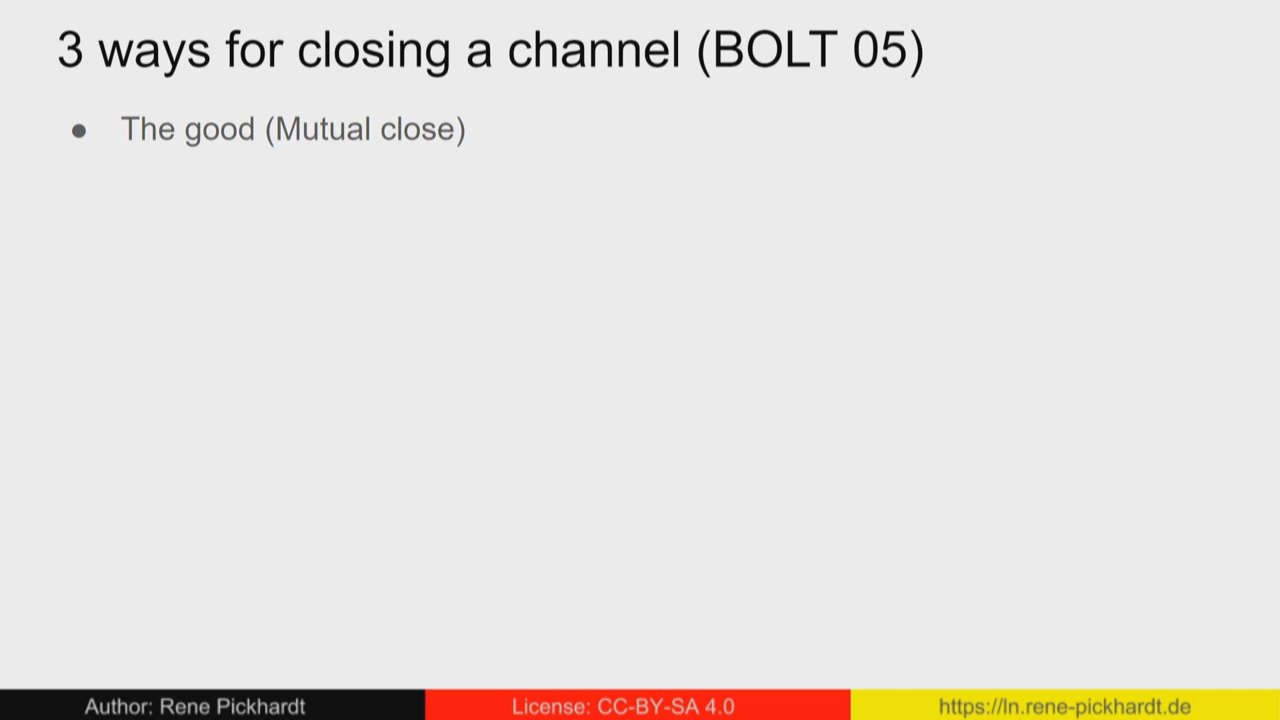 3 ways for closing a channel (BOLT 05)
● The good (Mutual close)
Author: Rene Pickhardt
License: CC-BY-SA 4.0
https://ln.rene-pickhardt.de